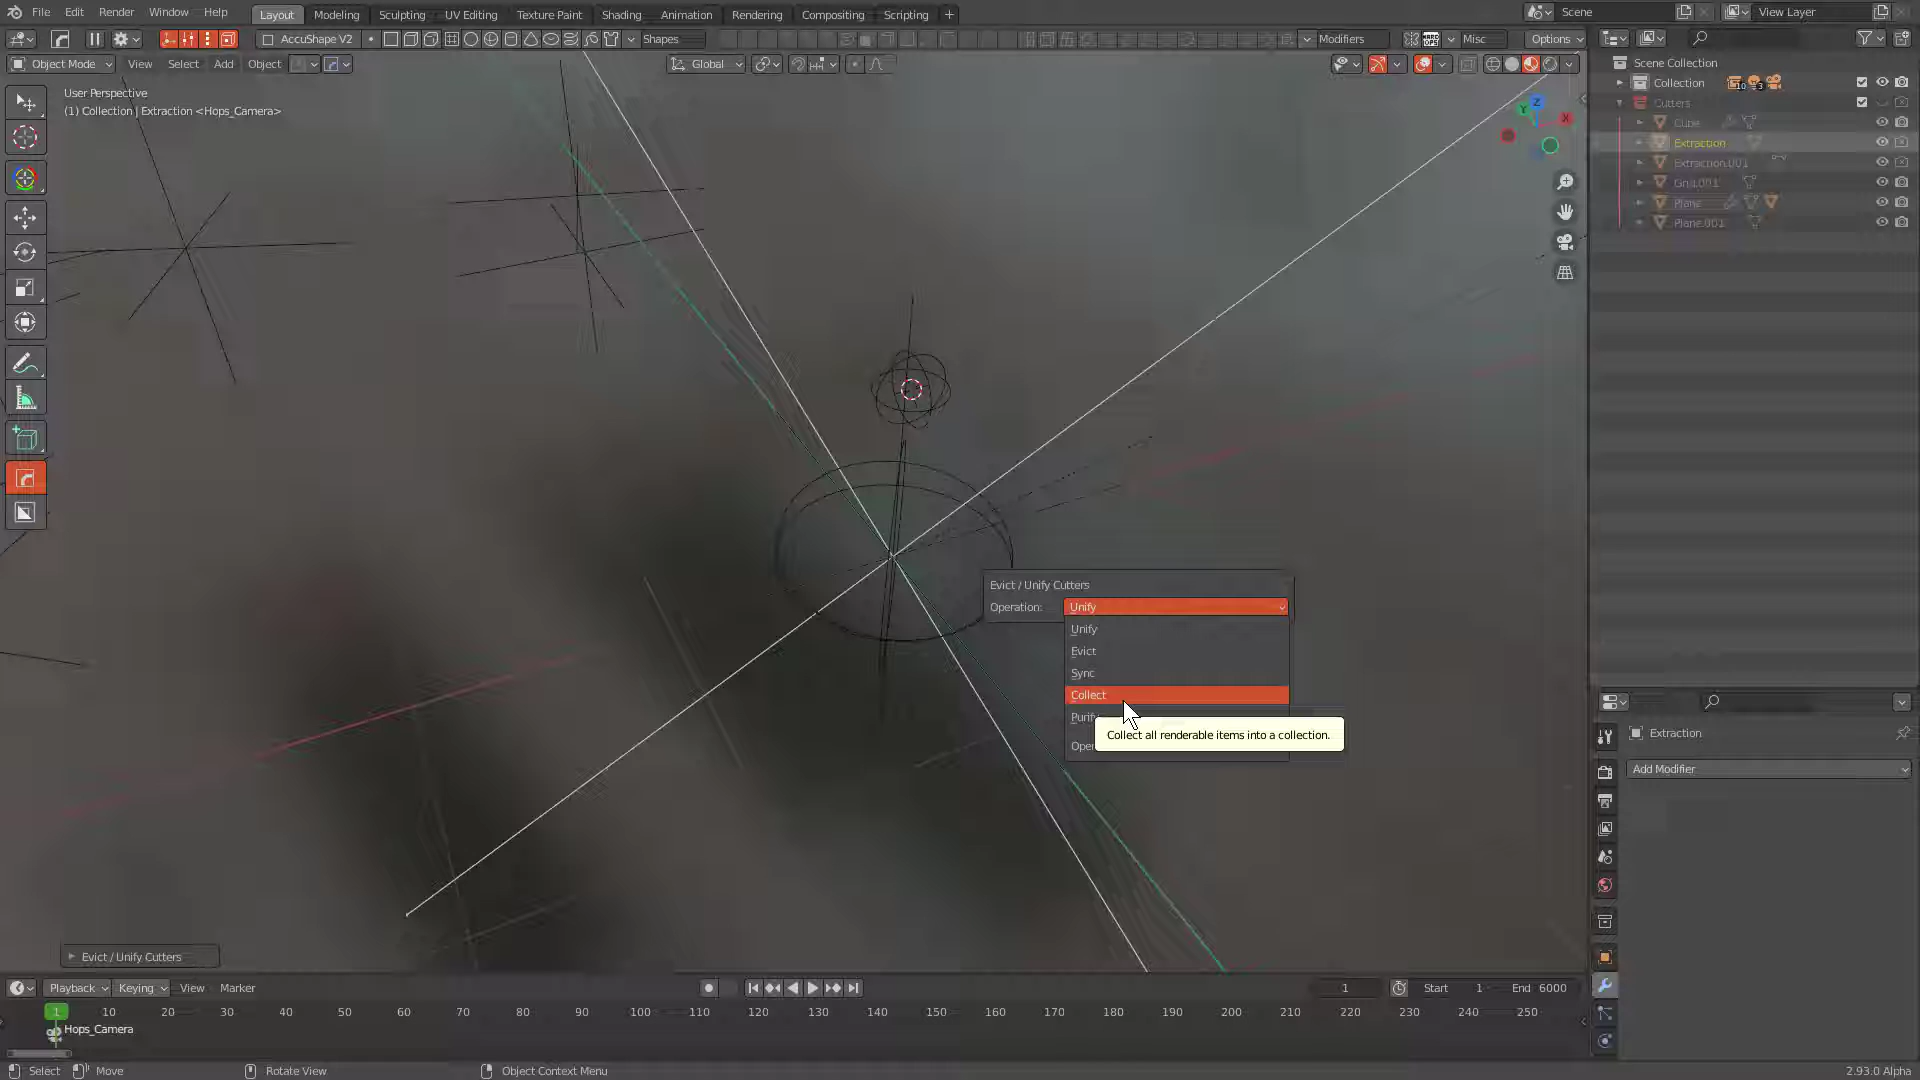 File Edit Render Window Help Layout Modeling Sculpting UV Editing Texture Paint Shading Animation Rendering Compositing Scripting + Scene View Layer
AccuShape V2 Shapes Modifiers Misc Options
Object Mode View Select Add Object Global
User Perspective
(1) Collection | Extraction <Hops_Camera>
Scene Collection
Collection 10 3
Cutters
Cube
Extraction
Extraction.001
Grid.001
Plane
Plane.001
Z
Y
X
Evict / Unify Cutters
Operation: Unify
Unify
Evict
Sync
Collect
Purify
Collect all renderable items into a collection.
Extraction
Add Modifier
Evict / Unify Cutters
Playback Keying View Marker 1 Start 1 End 6000
1 10 20 30 40 50 60 70 80 90 100 110 120 130 140 150 160 170 180 190 200 210 220 230 240 250
Hops_Camera
Select Move Rotate View Object Context Menu 2.93.0 Alpha